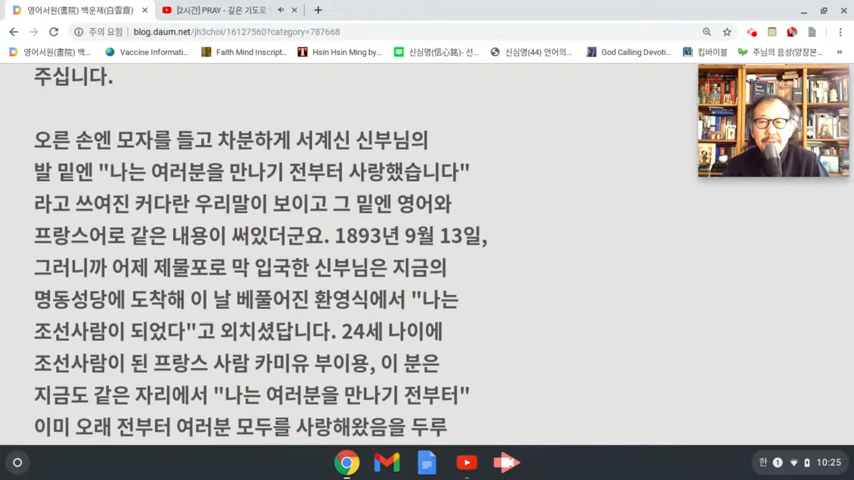 영어서원(書院) 백운재(白雲齋)
[2시간] PRAY - 깊은 기도로
주의 요함
blog.daum.net/jh3choi/16127560?category=787668
영어서원(書院) 백...
Vaccine Informati...
Faith Mind Inscript...
Hsin Hsin Ming by...
신심명(信心銘) - 선...
신심명(44) 언어의...
God Calling Devoti...
킵바이블
주님의 음성(양장본...
주십니다.
오른 손엔 모자를 들고 차분하게 서계신 신부님의
발 밑엔 "나는 여러분을 만나기 전부터 사랑했습니다"
라고 쓰여진 커다란 우리말이 보이고 그 밑엔 영어와
프랑스어로 같은 내용이 써있더군요. 1893년 9월 13일,
그러니까 어제 제물포로 막 입국한 신부님은 지금의
명동성당에 도착해 이 날 베풀어진 환영식에서 "나는
조선사람이 되었다"고 외치셨답니다. 24세 나이에
조선사람이 된 프랑스 사람 카미유 부이용, 이 분은
지금도 같은 자리에서 "나는 여러분을 만나기 전부터"
이미 오래 전부터 여러분 모두를 사랑해왔음을 두루
한
1
10:25